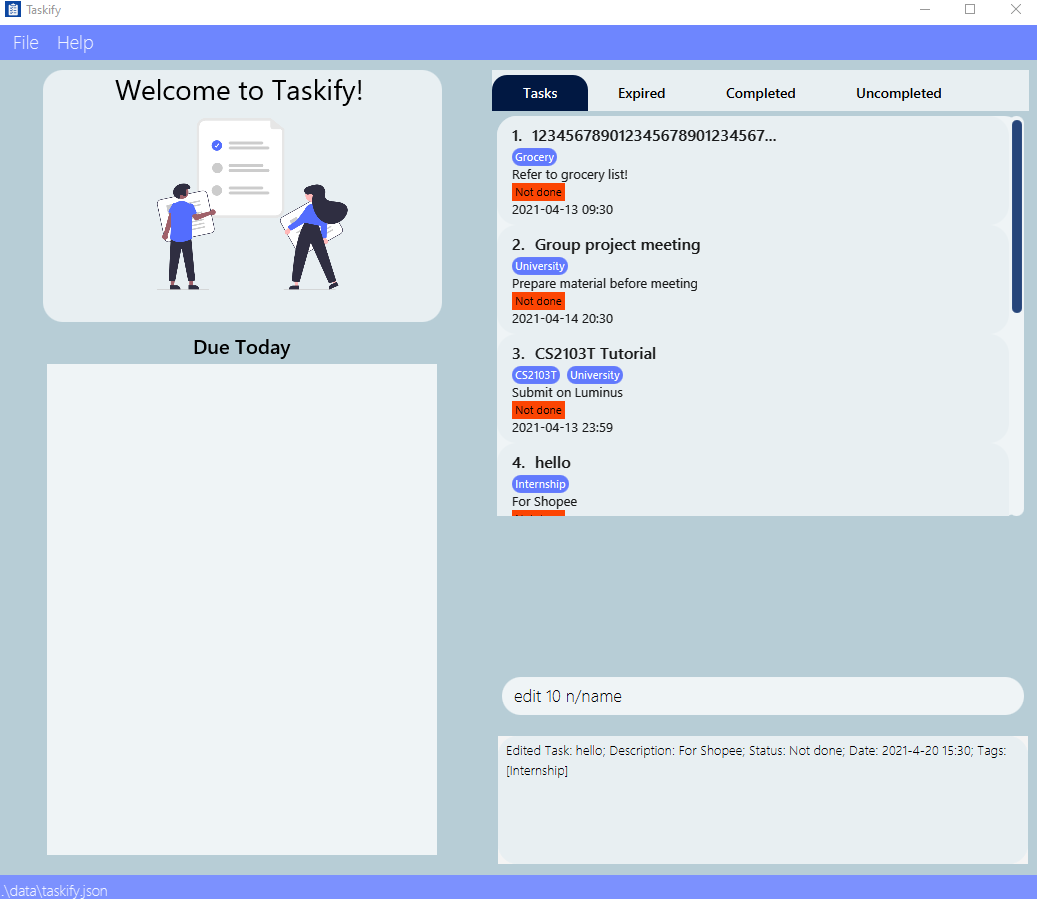 Taskify
File Help
Welcome to Taskify!
Due Today
Tasks Expired Completed Uncompleted
1. 123456789012345678901234567...
Grocery
Refer to grocery list!
Not done
2021-04-13 09:30
2. Group project meeting
University
Prepare material before meeting
Not done
2021-04-14 20:30
3. CS2103T Tutorial
CS2103T University
Submit on Luminus
Not done
2021-04-13 23:59
4. hello
Internship
For Shopee
edit 10 n/name
Edited Task: hello; Description: For Shopee; Status: Not done; Date: 2021-4-20 15:30; Tags:
[Internship]
.\data\taskify.json